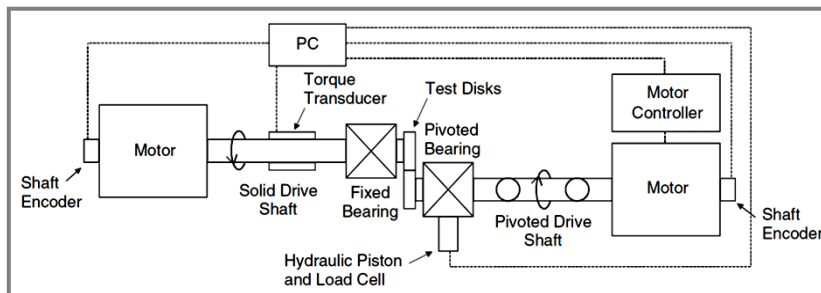 PC
Torque
Transducer
Test Disks
Motor
Controller
Pivoted
Bearing
Motor
Motor
Shaft
Encoder
Solid Drive
Shaft
Fixed
Bearing
Pivoted Drive
Shaft
Shaft
Encoder
Hydraulic Piston
and Load Cell